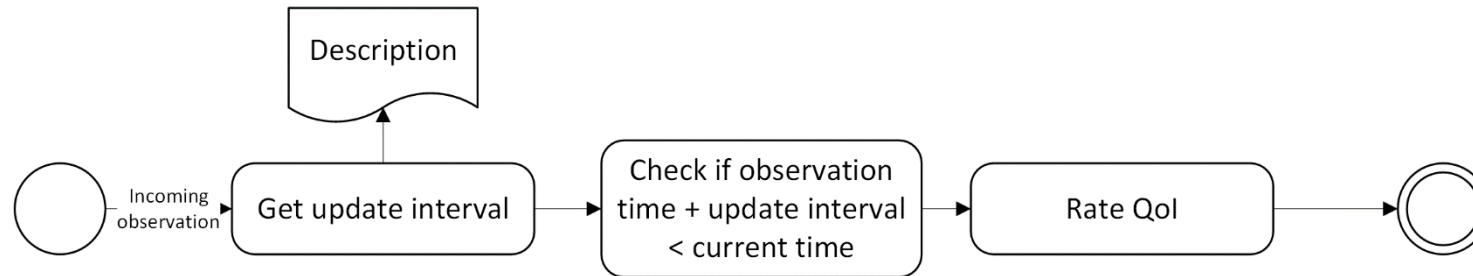 Description
Incoming
observation
Get update interval
Check if observation
time + update interval
< current time
Rate QoI